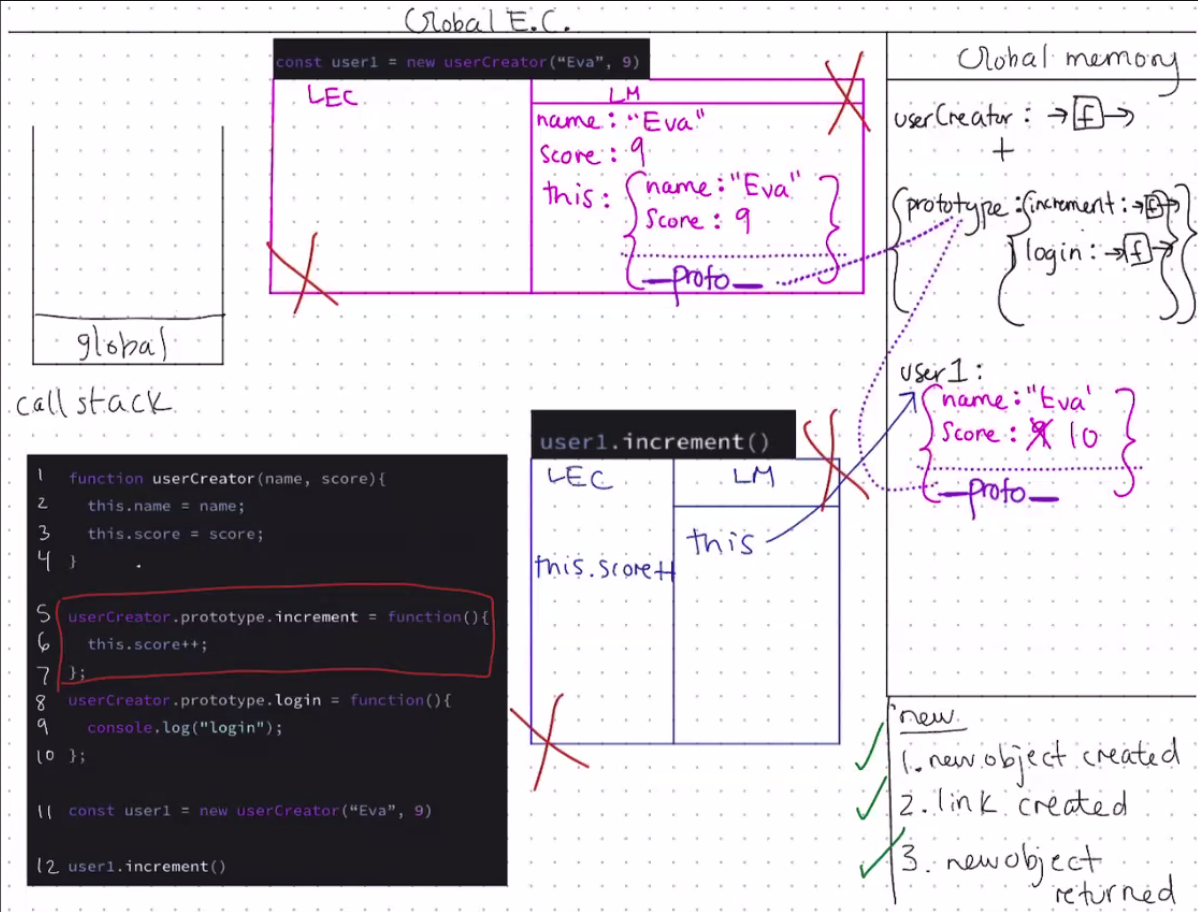 Global E.C.
const user1 = new userCreator(“Eva”, 9)
LEC
LM
name: "Eva"
score: 9
this: { name: "Eva"
score: 9
__proto__ }
Global memory
userCreator: → [f] →
+
{ prototype: { increment: → [f] →
login: → [f] → } }
user1:
{ name: "Eva'
score: 9 10
__proto__ }
global
call stack
user1.increment()
LEC
LM
this
this.score++
1 function userCreator(name, score){
2 this.name = name;
3 this.score = score;
4 }
5 userCreator.prototype.increment = function(){
6 this.score++;
7 };
8 userCreator.prototype.login = function(){
9 console.log("login");
10 };
11 const user1 = new userCreator(“Eva”, 9)
12 user1.increment()
new
1. new object created
2. link created
3. new object
returned